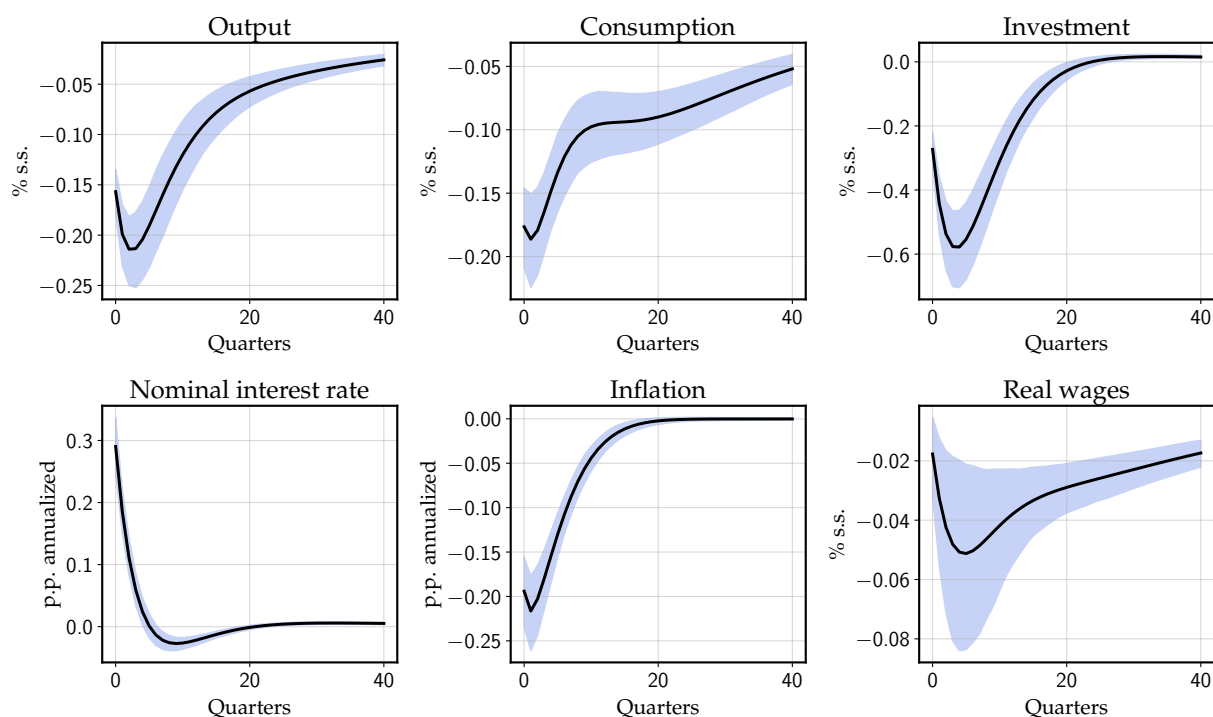 Output
% s.s.
−0.05
−0.10
−0.15
−0.20
−0.25
0
20
40
Quarters
Consumption
% s.s.
−0.05
−0.10
−0.15
−0.20
0
20
40
Quarters
Investment
% s.s.
0.0
−0.2
−0.4
−0.6
0
20
40
Quarters
Nominal interest rate
p.p. annualized
0.3
0.2
0.1
0.0
0
20
40
Quarters
Inflation
p.p. annualized
0.00
−0.05
−0.10
−0.15
−0.20
−0.25
0
20
40
Quarters
Real wages
% s.s.
−0.02
−0.04
−0.06
−0.08
0
20
40
Quarters